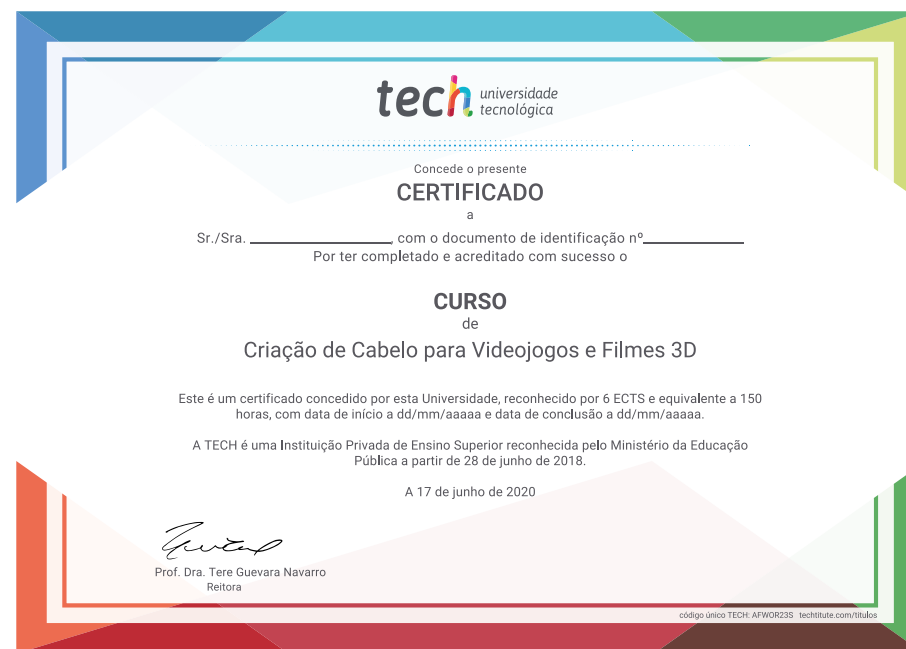 tech universidade
tecnológica
Concede o presente
CERTIFICADO
a
Sr./Sra. ________________, com o documento de identificação nº____________
Por ter completado e acreditado com sucesso o
CURSO
de
Criação de Cabelo para Videojogos e Filmes 3D
Este é um certificado concedido por esta Universidade, reconhecido por 6 ECTS e equivalente a 150
horas, com data de início a dd/mm/aaaaa e data de conclusão a dd/mm/aaaaa.
A TECH é uma Instituição Privada de Ensino Superior reconhecida pelo Ministério da Educação
Pública a partir de 28 de junho de 2018.
A 17 de junho de 2020
Prof. Dra. Tere Guevara Navarro
Reitora
código único TECH: AFWOR23S techtitute.com/titulos